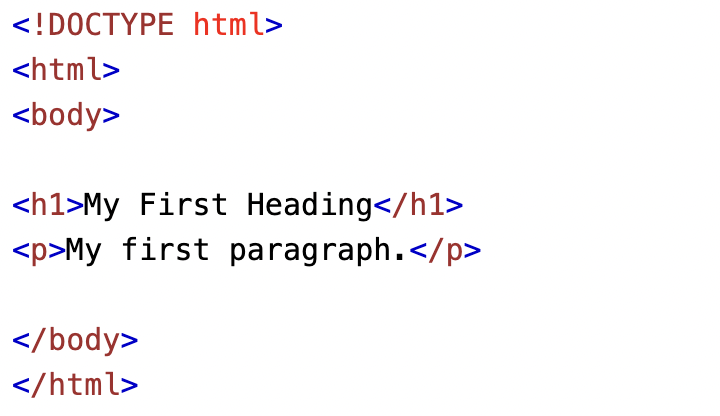 <!DOCTYPE html>
<html>
<body>
<h1>My First Heading</h1>
<p>My first paragraph.</p>
</body>
</html>